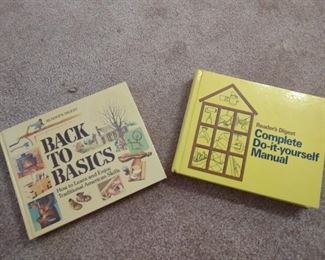 READER'S DIGEST
BACK
TO
BASICS
How to Learn and Enjoy
Traditional American Skills
Reader's Digest
Complete
Do-it-yourself
Manual